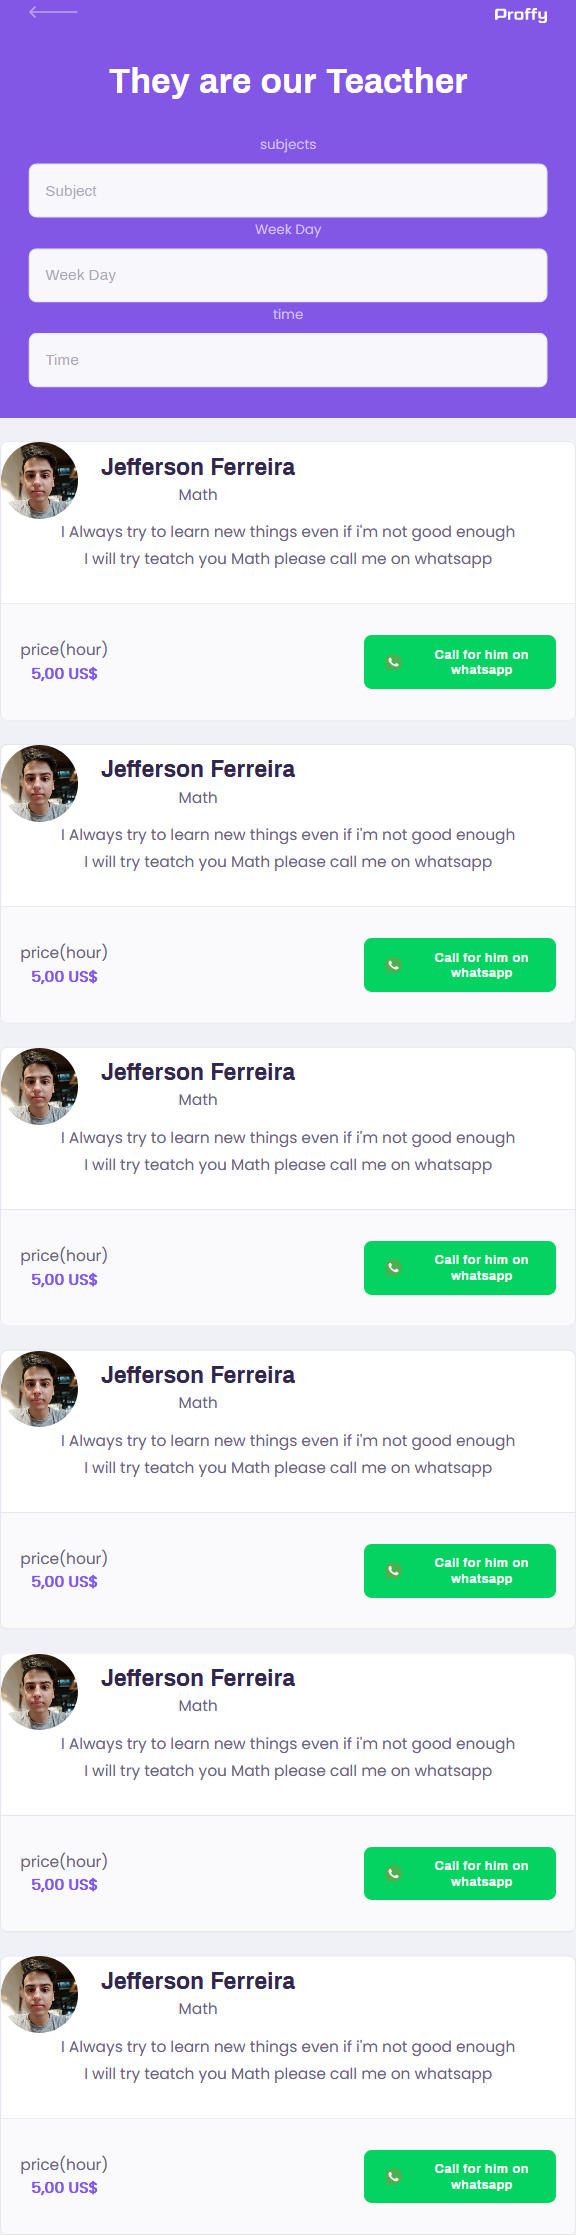 Proffy
They are our Teacther
subjects
Subject
Week Day
Week Day
time
Time
Jefferson Ferreira
Math
I Always try to learn new things even if i'm not good enough
I will try teatch you Math please call me on whatsapp
price(hour)
5,00 US$
Call for him on
whatsapp
Jefferson Ferreira
Math
I Always try to learn new things even if i'm not good enough
I will try teatch you Math please call me on whatsapp
price(hour)
5,00 US$
Call for him on
whatsapp
Jefferson Ferreira
Math
I Always try to learn new things even if i'm not good enough
I will try teatch you Math please call me on whatsapp
price(hour)
5,00 US$
Call for him on
whatsapp
Jefferson Ferreira
Math
I Always try to learn new things even if i'm not good enough
I will try teatch you Math please call me on whatsapp
price(hour)
5,00 US$
Call for him on
whatsapp
Jefferson Ferreira
Math
I Always try to learn new things even if i'm not good enough
I will try teatch you Math please call me on whatsapp
price(hour)
5,00 US$
Call for him on
whatsapp
Jefferson Ferreira
Math
I Always try to learn new things even if i'm not good enough
I will try teatch you Math please call me on whatsapp
price(hour)
5,00 US$
Call for him on
whatsapp